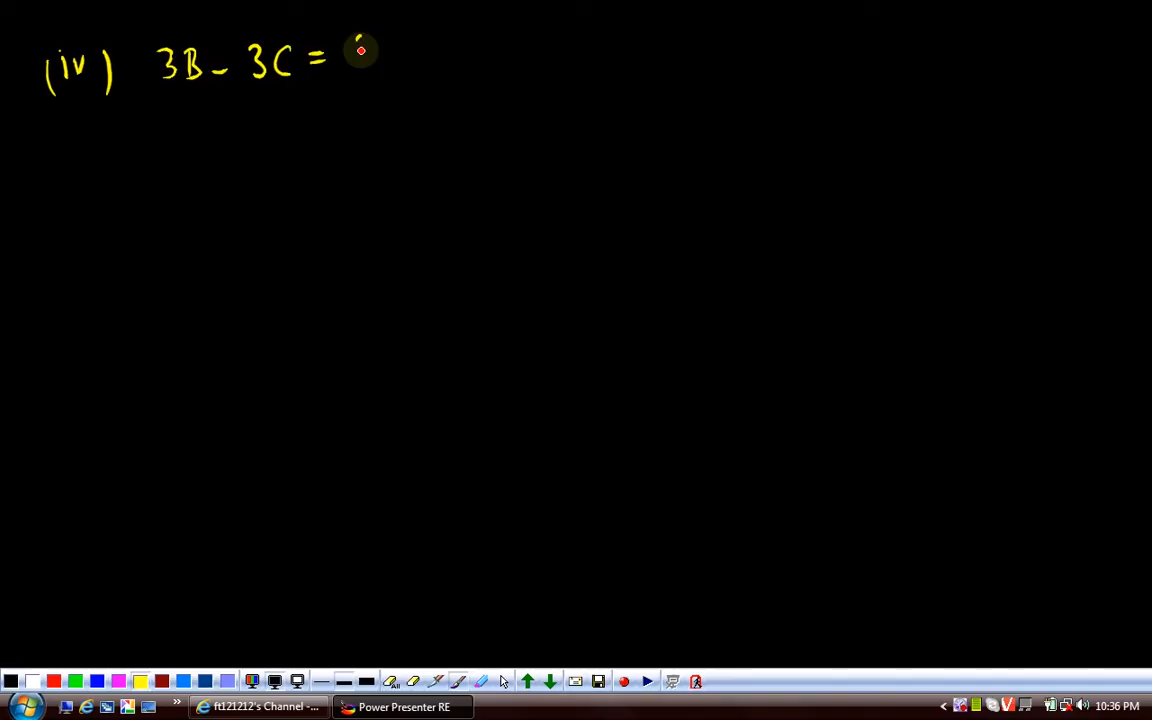 (iv) 3B - 3C =
ft121212's Channel -...
Power Presenter RE
10:36 PM